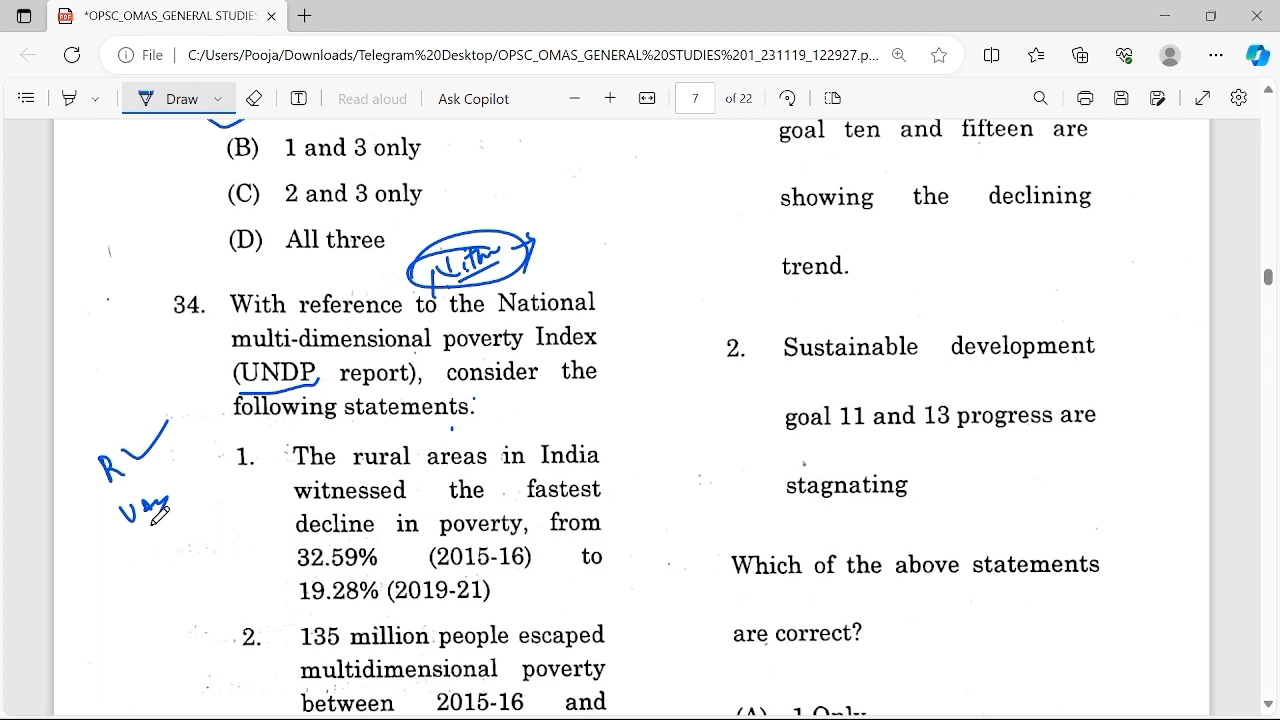 *OPSC_OMAS_GENERAL STUDIES
File
C:/Users/Pooja/Downloads/Telegram%20Desktop/OPSC_OMAS_GENERAL%20STUDIES%201_231119_122927.p...
Draw
Read aloud
Ask Copilot
7
of 22
(B) 1 and 3 only
(C) 2 and 3 only
(D) All three
34. With reference to the National
multi-dimensional poverty Index
(UNDP report), consider the
following statements:
R
1. The rural areas in India
witnessed the fastest
decline in poverty, from
32.59% (2015-16) to
19.28% (2019-21)
2. 135 million people escaped
multidimensional poverty
between 2015-16 and
goal ten and fifteen are
showing the declining
trend.
2. Sustainable development
goal 11 and 13 progress are
stagnating
Which of the above statements
are correct?
(A) 1 Only